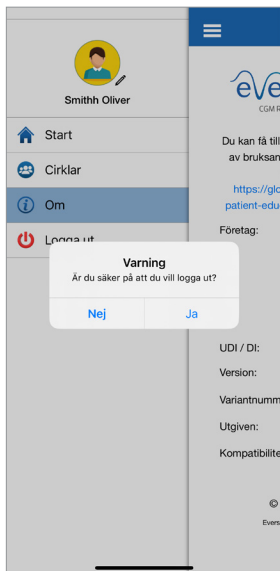 Smithh Oliver
Start
Cirklar
Om
Logga ut
Varning
Är du säker på att du vill logga ut?
Nej
Ja
CGM R
Du kan få till
av bruksan
https://glo
patient-edu
Företag:
UDI / DI:
Version:
Variantnumm
Utgiven:
Kompatibilite
©
Evers